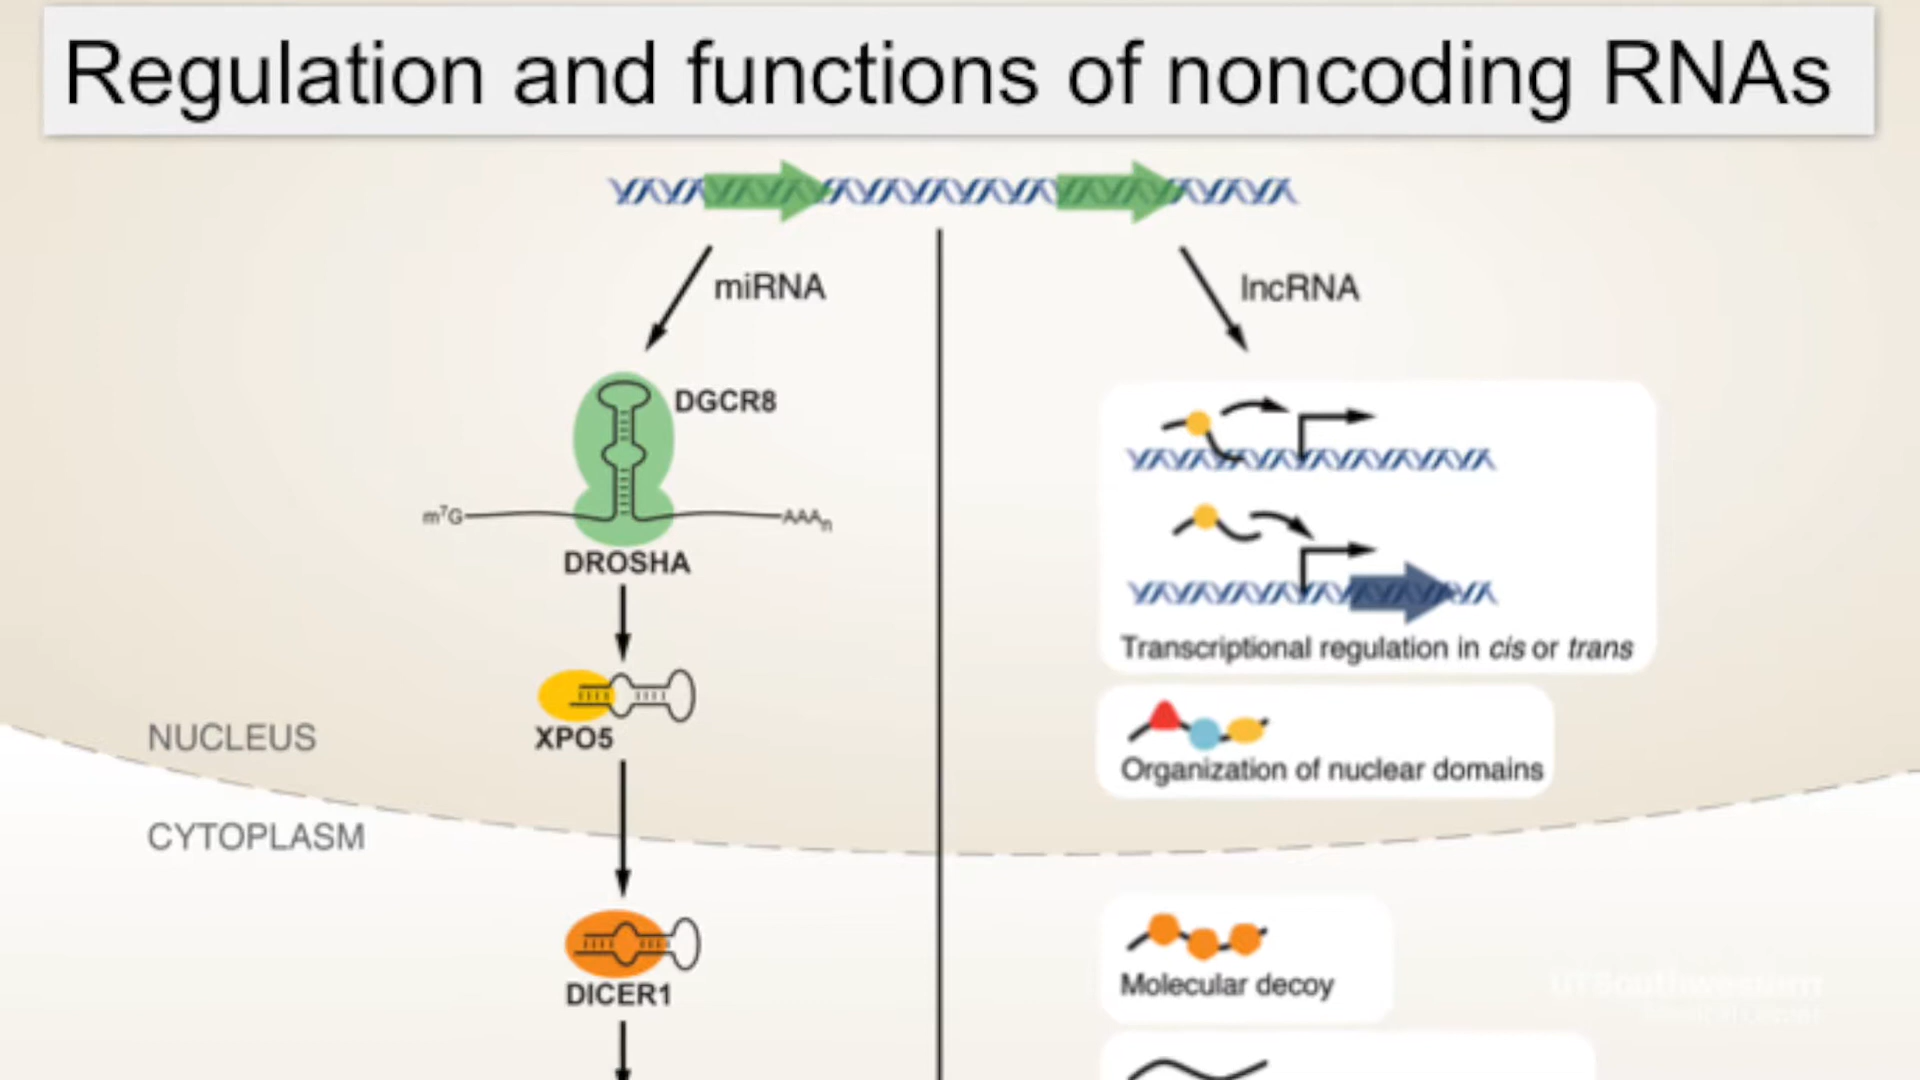 Regulation and functions of noncoding RNAs
miRNA
lncRNA
DGCR8
m⁷G
AAAₙ
DROSHA
XPO5
NUCLEUS
CYTOPLASM
DICER1
Transcriptional regulation in cis or trans
Organization of nuclear domains
Molecular decoy
UTSouthwestern